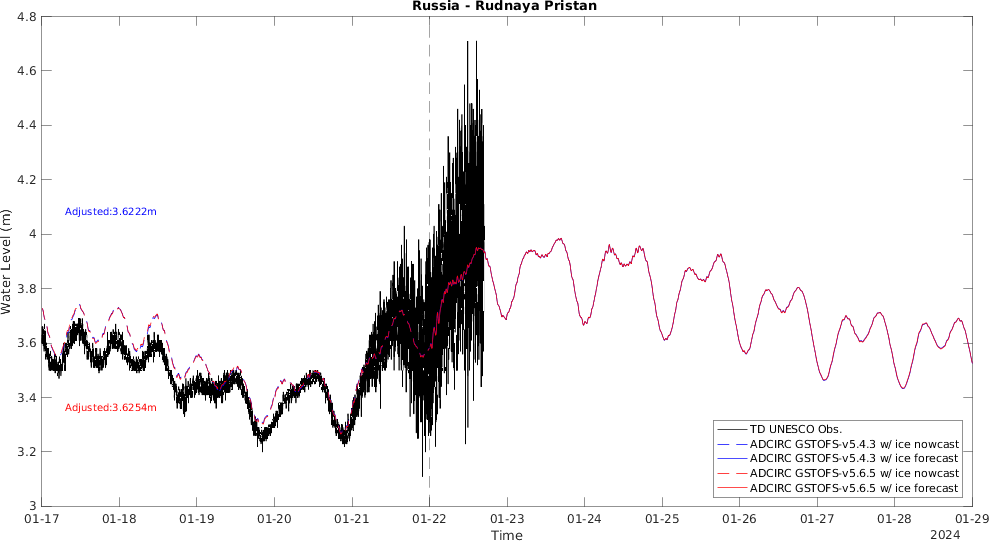 Russia - Rudnaya Pristan
4.8
4.6
4.4
4.2
4
3.8
3.6
3.4
3.2
3
Water Level (m)
Adjusted:3.6222m
Adjusted:3.6254m
TD UNESCO Obs.
ADCIRC GSTOFS-v5.4.3 w/ ice nowcast
ADCIRC GSTOFS-v5.4.3 w/ ice forecast
ADCIRC GSTOFS-v5.6.5 w/ ice nowcast
ADCIRC GSTOFS-v5.6.5 w/ ice forecast
01-17 01-18 01-19 01-20 01-21 01-22 01-23 01-24 01-25 01-26 01-27 01-28 01-29
Time
2024